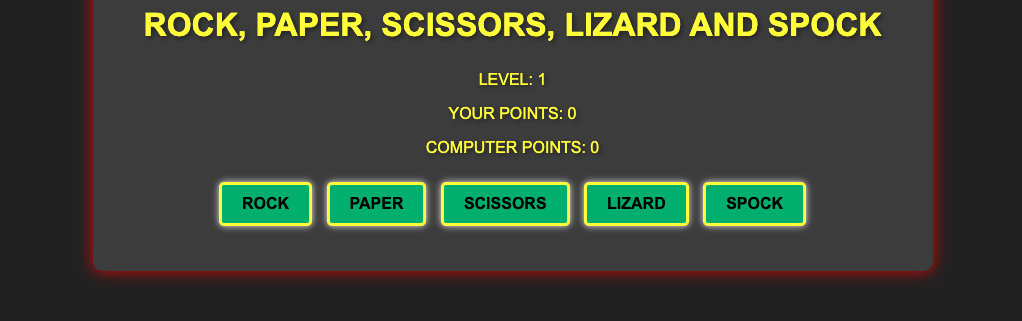 ROCK, PAPER, SCISSORS, LIZARD AND SPOCK
LEVEL: 1
YOUR POINTS: 0
COMPUTER POINTS: 0
ROCK PAPER SCISSORS LIZARD SPOCK